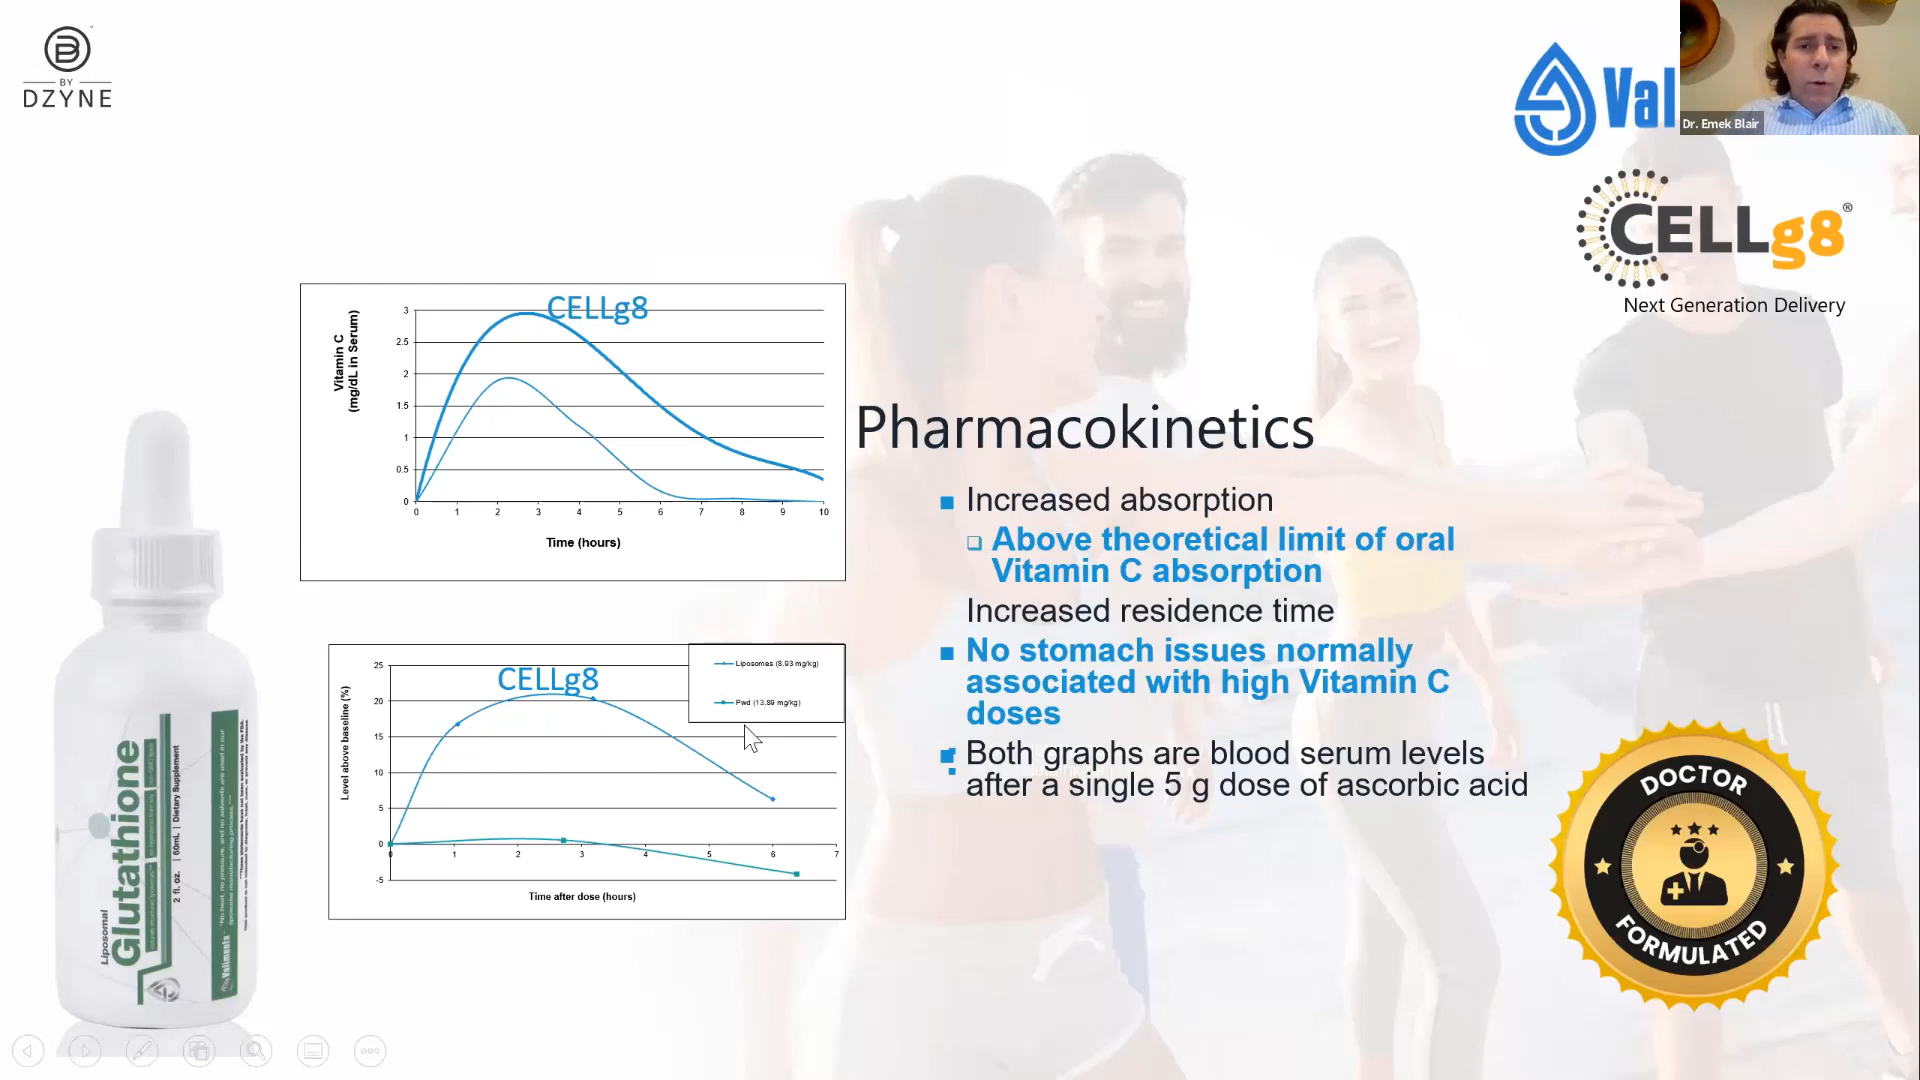 B
BY
DZYNE
Val
Dr. Emek Blair
CELLg8®
Next Generation Delivery
CELLg8
Vitamin C
(mg/dL in Serum)
3
2.5
2
1.5
1
0.5
0
0 1 2 3 4 5 6 7 8 9 10
Time (hours)
Pharmacokinetics
Increased absorption
Above theoretical limit of oral
Vitamin C absorption
Increased residence time
No stomach issues normally
associated with high Vitamin C
doses
Both graphs are blood serum levels
after a single 5 g dose of ascorbic acid
CELLg8
Liposomes (8.93 mg/kg)
Pwd (13.89 mg/kg)
Level above baseline (%)
25
20
15
10
5
0
-5
0 1 2 3 4 5 6 7
Time after dose (hours)
Liposomal
Glutathione
2 fl. oz. | 60mL | Dietary Supplement
Valimenta
DOCTOR
FORMULATED